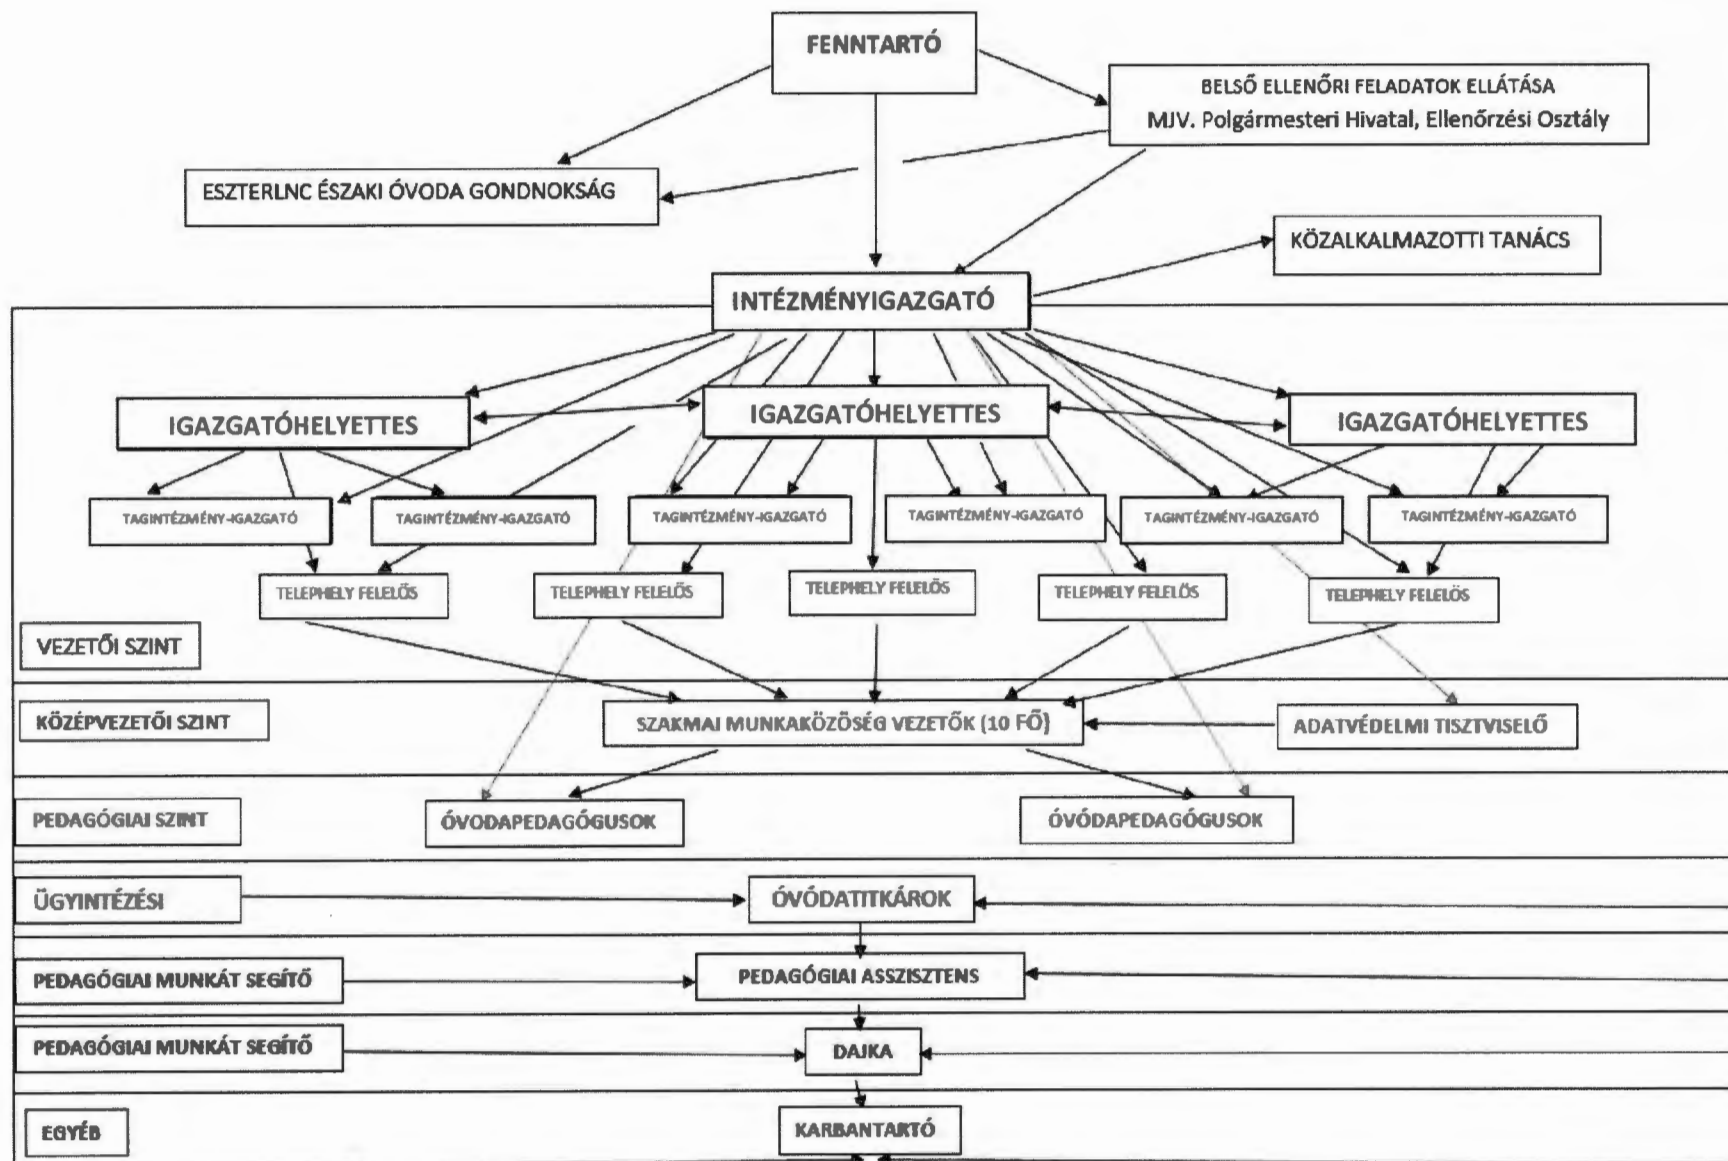 FENNTARTÓ
BELSŐ ELLENŐRI FELADATOK ELLÁTÁSA
MJV. Polgármesteri Hivatal, Ellenőrzési Osztály
ESZTERLNC ÉSZAKI ÓVODA GONDNOKSÁG
KÖZALKALMAZOTTI TANÁCS
INTÉZMÉNYIGAZGATÓ
IGAZGATÓHELYETTES
IGAZGATÓHELYETTES
IGAZGATÓHELYETTES
TAGINTÉZMÉNY-IGAZGATÓ
TAGINTÉZMÉNY-IGAZGATÓ
TAGINTÉZMÉNY-IGAZGATÓ
TAGINTÉZMÉNY-IGAZGATÓ
TAGINTÉZMÉNY-IGAZGATÓ
TAGINTÉZMÉNY-IGAZGATÓ
TELEPHELY FELELŐS
TELEPHELY FELELŐS
TELEPHELY FELELŐS
TELEPHELY FELELŐS
TELEPHELY FELELŐS
VEZETŐI SZINT
KÖZÉPVEZETŐI SZINT
SZAKMAI MUNKAKÖZÖSÉG VEZETŐK (10 FŐ)
ADATVÉDELMI TISZTVISELŐ
PEDAGÓGIAI SZINT
ÓVODAPEDAGÓGUSOK
ÓVÓDAPEDAGÓGUSOK
ÜGYINTÉZÉSI
ÓVÓDATITKÁROK
PEDAGÓGIAI MUNKÁT SEGÍTŐ
PEDAGÓGIAI ASSZISZTENS
PEDAGÓGIAI MUNKÁT SEGÍTŐ
DAJKA
EGYÉB
KARBANTARTÓ